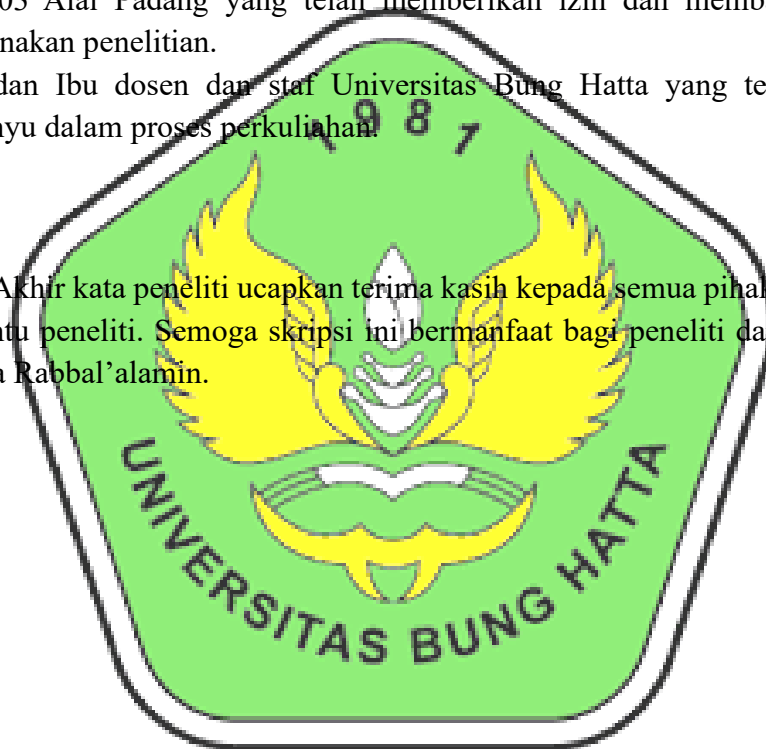 03 Alai Padang yang telah memberikan izin dan memb
nakan penelitian.
dan Ibu dosen dan staf Universitas Bung Hatta yang te
nyu dalam proses perkuliahan.
1981
Akhir kata peneliti ucapkan terima kasih kepada semua pihak
tu peneliti. Semoga skripsi ini bermanfaat bagi peneliti da
a Rabbal’alamin.
UNIVERSITAS BUNG HATTA